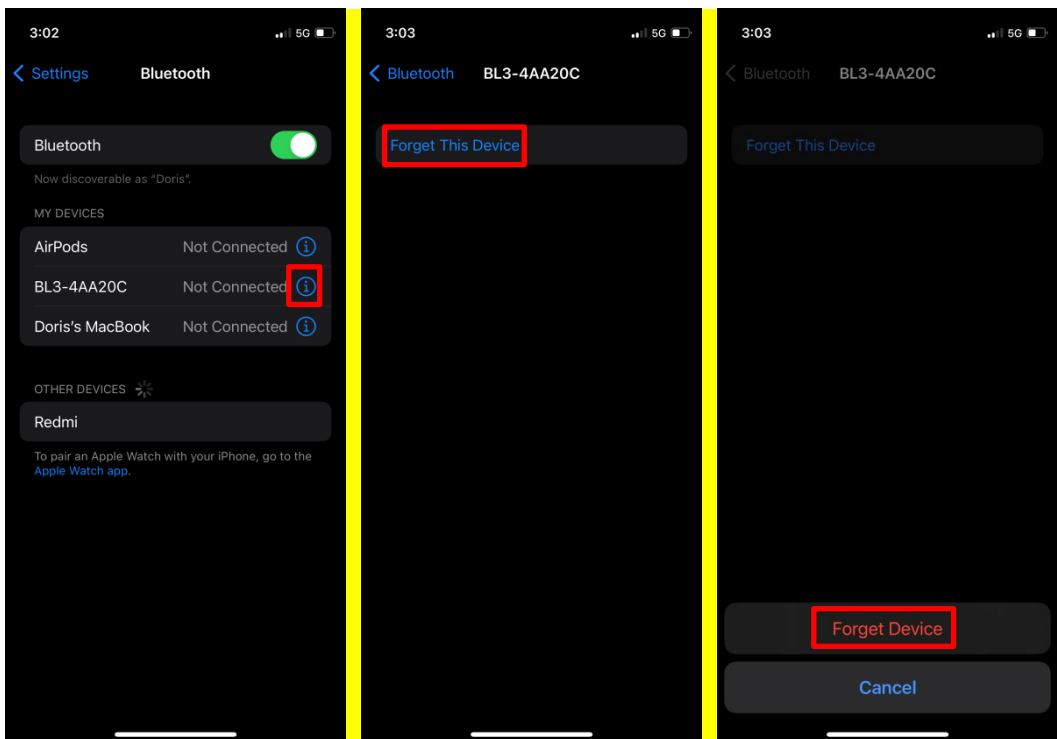 3:02 5G
Settings Bluetooth
Bluetooth
Now discoverable as "Doris".
MY DEVICES
AirPods Not Connected
BL3-4AA20C Not Connected
Doris's MacBook Not Connected
OTHER DEVICES
Redmi
To pair an Apple Watch with your iPhone, go to the
Apple Watch app.
3:03 5G
Bluetooth BL3-4AA20C
Forget This Device
3:03 5G
Bluetooth BL3-4AA20C
Forget This Device
Forget Device
Cancel